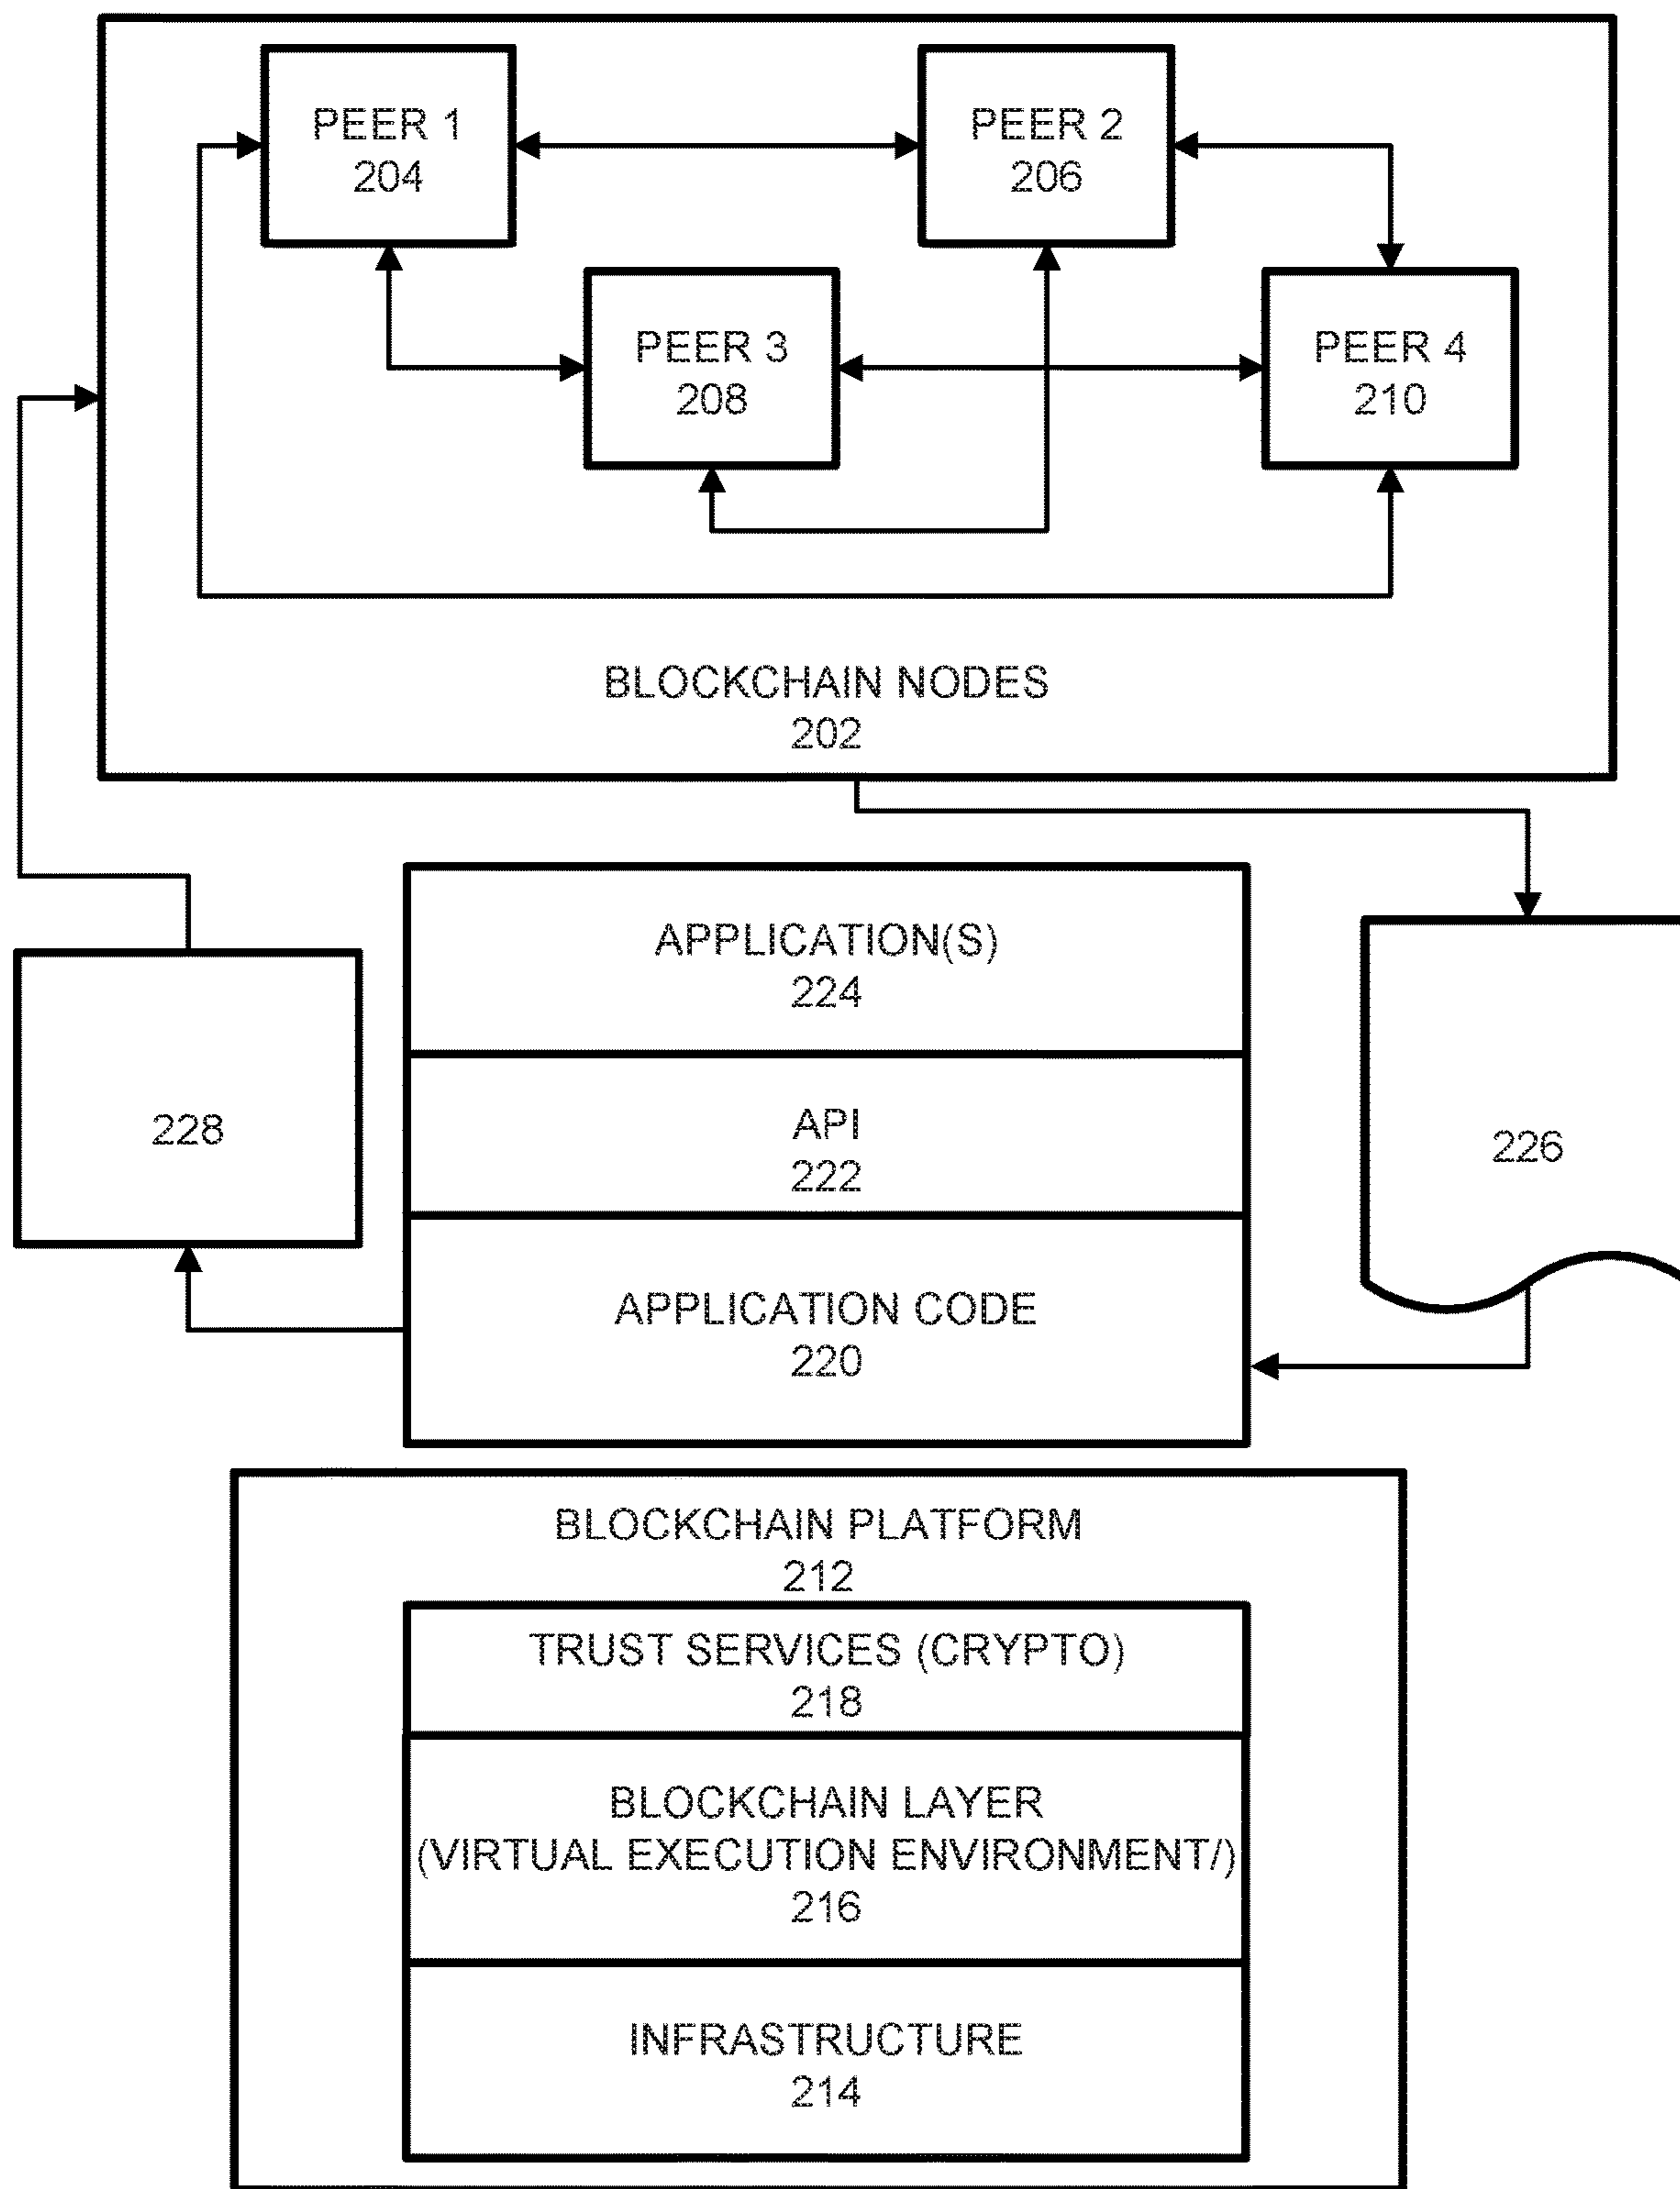 PEER 1
204
PEER 2
206
PEER 3
208
PEER 4
210
BLOCKCHAIN NODES
202
APPLICATION(S)
224
API
222
228
226
APPLICATION CODE
220
BLOCKCHAIN PLATFORM
212
TRUST SERVICES (CRYPTO)
218
BLOCKCHAIN LAYER
(VIRTUAL EXECUTION ENVIRONMENT/)
216
INFRASTRUCTURE
214